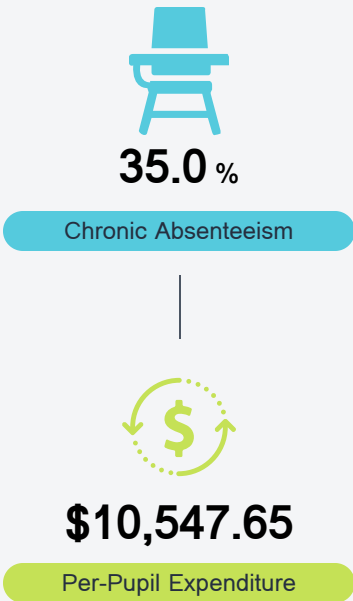 35.0 %
Chronic Absenteeism
$
$10,547.65
Per-Pupil Expenditure